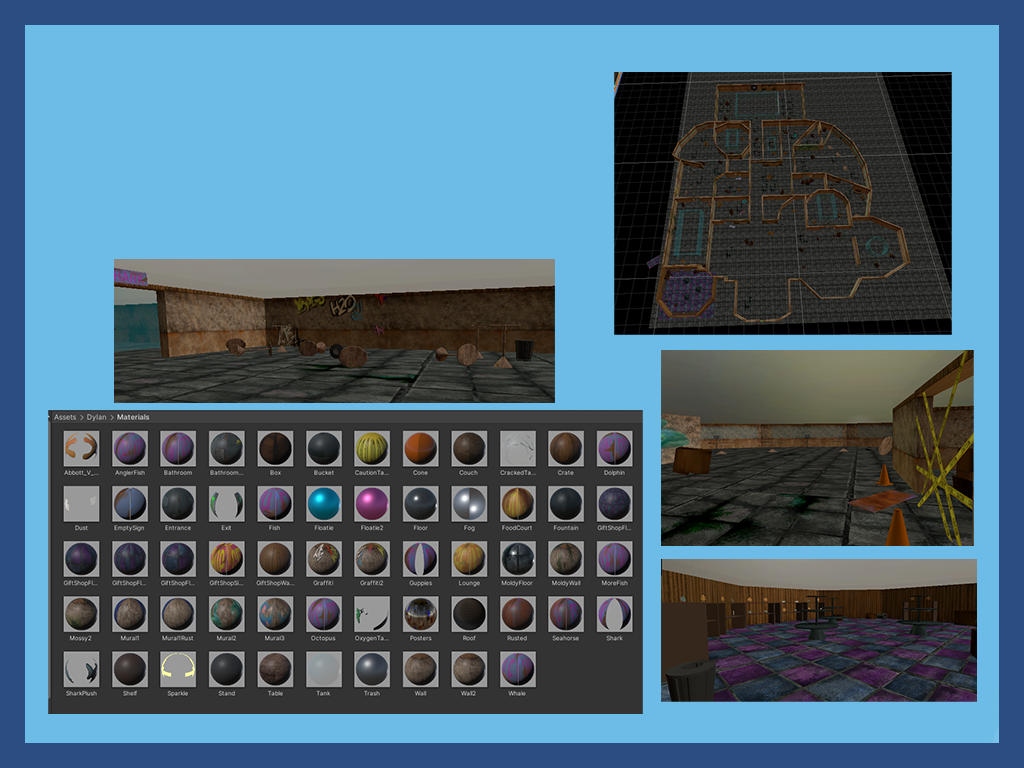 H2O
Assets > Dylan > Materials
Abbott_V_... AnglerFish Bathroom Bathroom... Box Bucket CautionTa... Cone Couch CrackedTa... Crate Dolphin
Dust EmptySign Entrance Exit Fish Floatie Floatie2 Floor Fog FoodCourt Fountain GiftShopFl...
GiftShopFl... GiftShopFl... GiftShopFl... GiftShopSi... GiftShopWa... Graffiti Graffiti2 Guppies Lounge MoldyFloor MoldyWall MoreFish
Mossy2 Mural1 Mural1Rust Mural2 Mural3 Octopus OxygenTa... Posters Roof Rusted Seahorse Shark
SharkPlush Shelf Sparkle Stand Table Tank Trash Wall Wall2 Whale